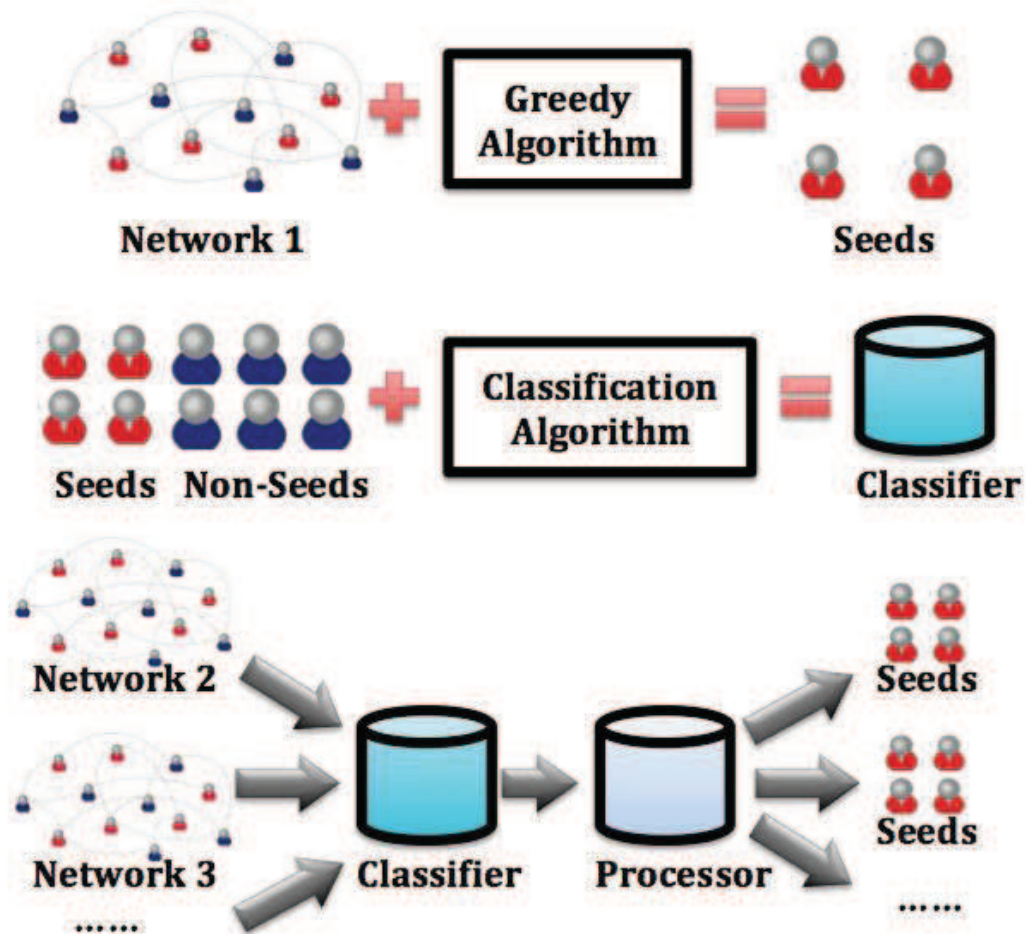 Greedy
Algorithm
Network 1
Seeds
Classification
Algorithm
Seeds
Non-Seeds
Classifier
Network 2
Seeds
Network 3
Classifier
Processor
Seeds
......
......